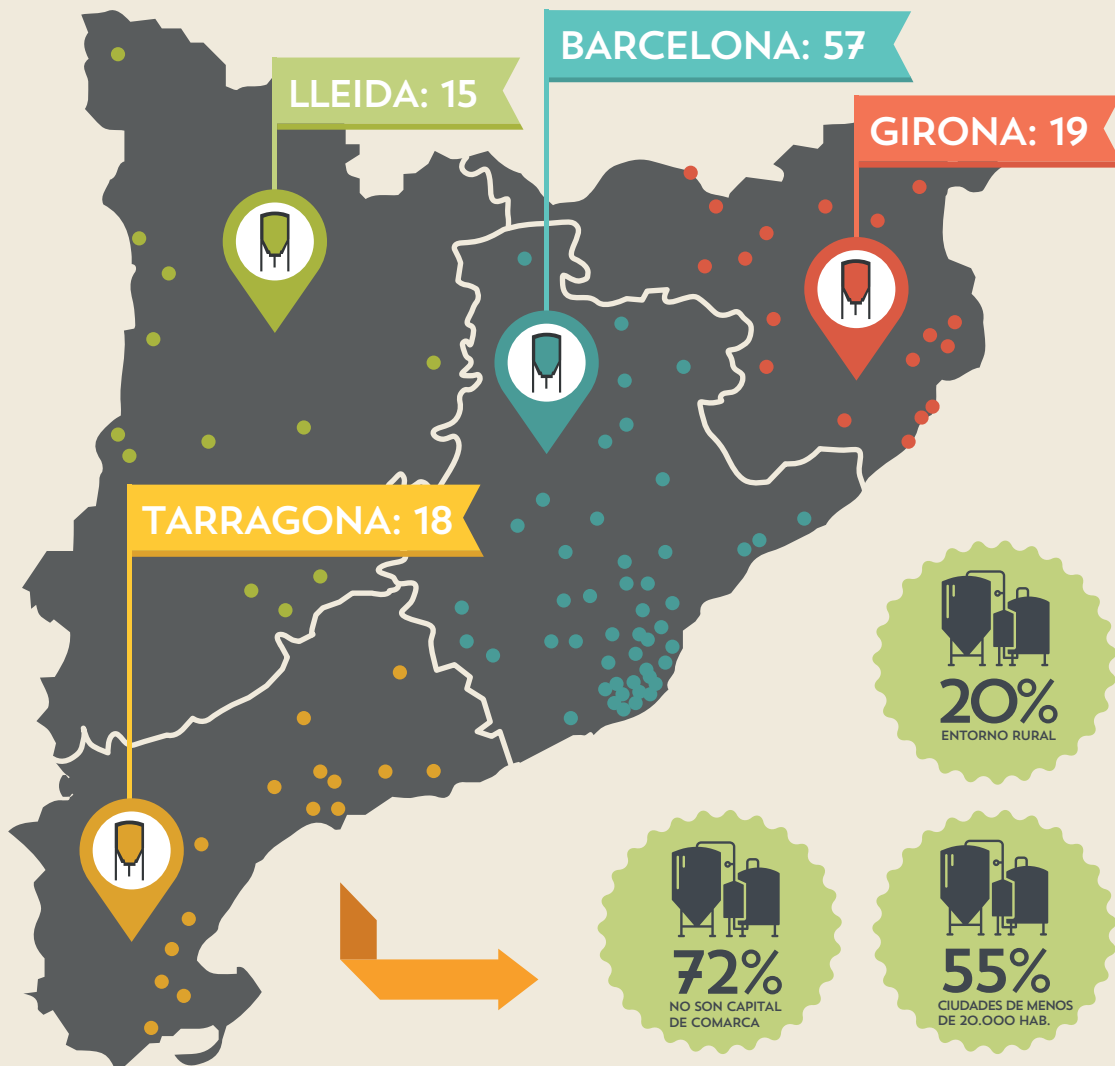 BARCELONA: 57
LLEIDA: 15
GIRONA: 19
TARRAGONA: 18
20%
ENTORNO RURAL
72%
NO SON CAPITAL
DE COMARCA
55%
CIUDADES DE MENOS
DE 20.000 HAB.